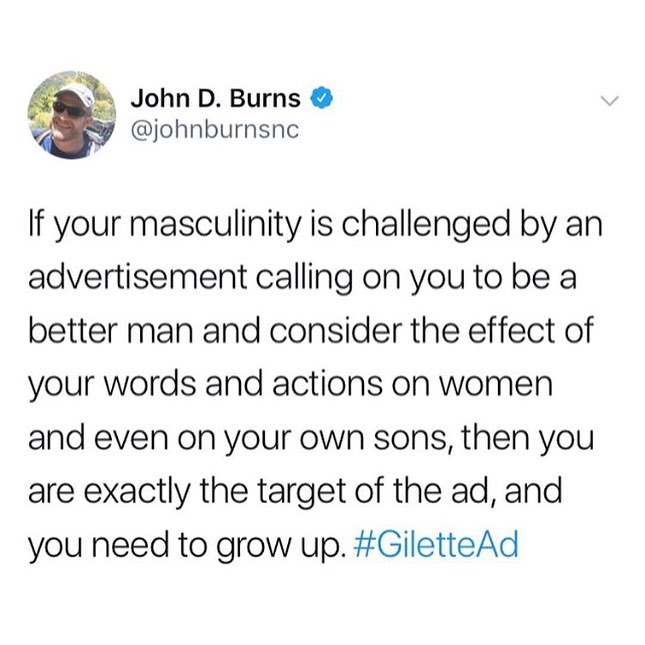 John D. Burns
@johnburnsnc
If your masculinity is challenged by an
advertisement calling on you to be a
better man and consider the effect of
your words and actions on women
and even on your own sons, then you
are exactly the target of the ad, and
you need to grow up. #GiletteAd